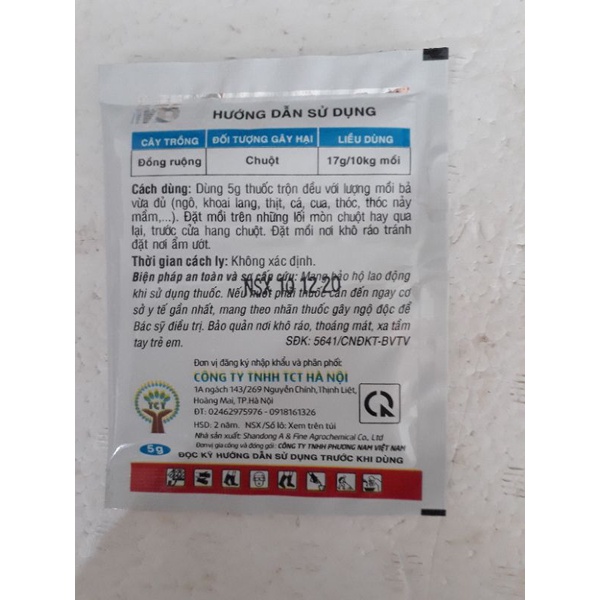 HƯỚNG DẪN SỬ DỤNG
CÂY TRỒNG ĐỐI TƯỢNG GÂY HẠI LIỀU DÙNG
Đồng ruộng Chuột 17g/10kg mồi
Cách dùng: Dùng 5g thuốc trộn đều với lượng mồi bả
vừa đủ (ngô, khoai lang, thịt, cá, cua, thóc, thóc nảy
mầm,...). Đặt mồi trên những lối mòn chuột hay qua
lại, trước cửa hang chuột. Đặt mồi nơi khô ráo tránh
đặt nơi ẩm ướt.
Thời gian cách ly: Không xác định.
Biện pháp an toàn và sơ cấp cứu: Mang bảo hộ lao động
NSX 10 12 20
khi sử dụng thuốc. Nếu nuốt phải thuốc cần đến ngay cơ
sở y tế gần nhất, mang theo nhãn thuốc gây ngộ độc để
Bác sỹ điều trị. Bảo quản nơi khô ráo, thoáng mát, xa tầm
tay trẻ em. SĐK: 5641/CNĐKT-BVTV
Đơn vị đăng ký nhập khẩu và phân phối:
CÔNG TY TNHH TCT HÀ NỘI
1A ngách 143/269 Nguyễn Chính, Thịnh Liệt,
Hoàng Mai, TP.Hà Nội
ĐT: 02462975976 - 0918161326
TCT
HSD: 2 năm. NSX/Số lô: Xem trên túi
Nhà sản xuất: Shandong A & Fine Agrochemical Co., Ltd
Đơn vị gia công và đóng gói: CÔNG TY TNHH PHƯƠNG NAM VIỆT NAM
5g
ĐỌC KỸ HƯỚNG DẪN SỬ DỤNG TRƯỚC KHI DÙNG